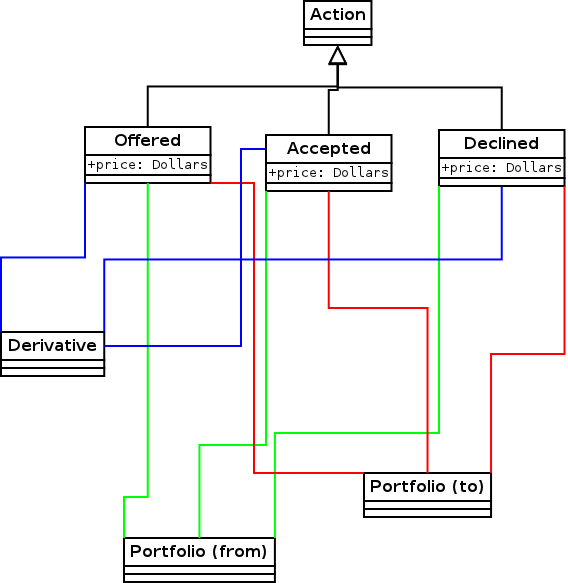 Action
Offered
+price: Dollars
Accepted
+price: Dollars
Declined
+price: Dollars
Derivative
Portfolio (to)
Portfolio (from)